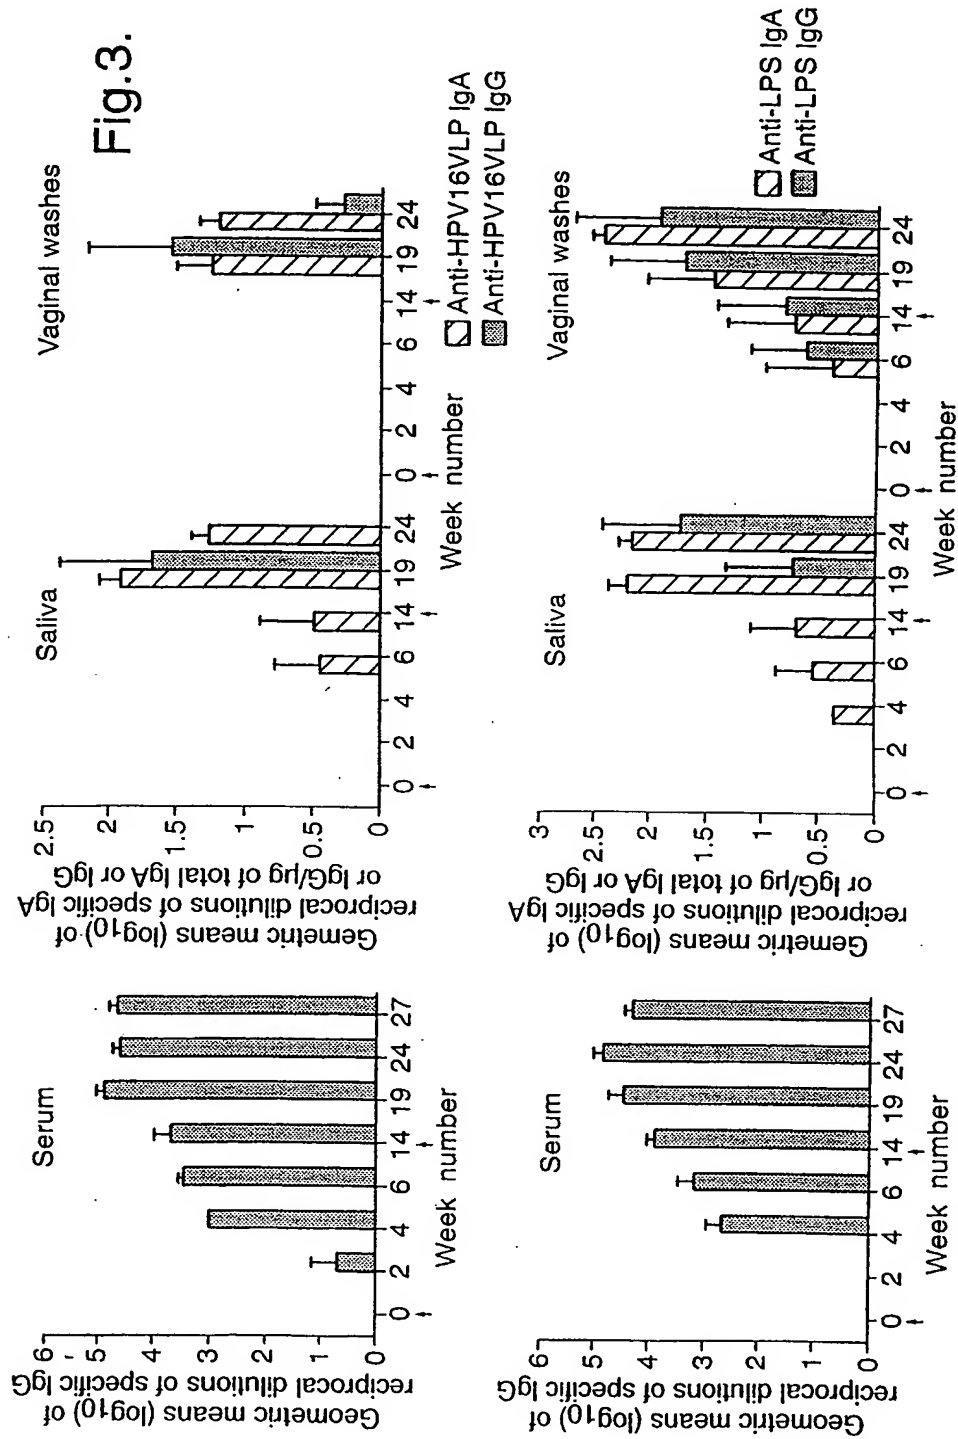 Fig.3.
Serum
Geometric means (log10) of
reciprocal dilutions of specific IgG
6
5
4
3
2
1
0
0 2 4 6 14 19 24 27
Week number
Saliva
Vaginal washes
Gemetric means (log10) of
reciprocal dilutions of specific IgA
or IgG/µg of total IgA or IgG
2.5
2
1.5
1
0.5
0
0 2 4 6 14 19 24
0 2 4 6 14 19 24
Week number
Anti-HPV16VLP IgA
Anti-HPV16VLP IgG
Serum
Geometric means (log10) of
reciprocal dilutions of specific IgG
6
5
4
3
2
1
0
0 2 4 6 14 19 24 27
Week number
Saliva
Vaginal washes
Gemetric means (log10) of
reciprocal dilutions of specific IgA
or IgG/µg of total IgA or IgG
3
2.5
2
1.5
1
0.5
0
0 2 4 6 14 19 24
0 2 4 6 14 19 24
Week number
Anti-LPS IgA
Anti-LPS IgG